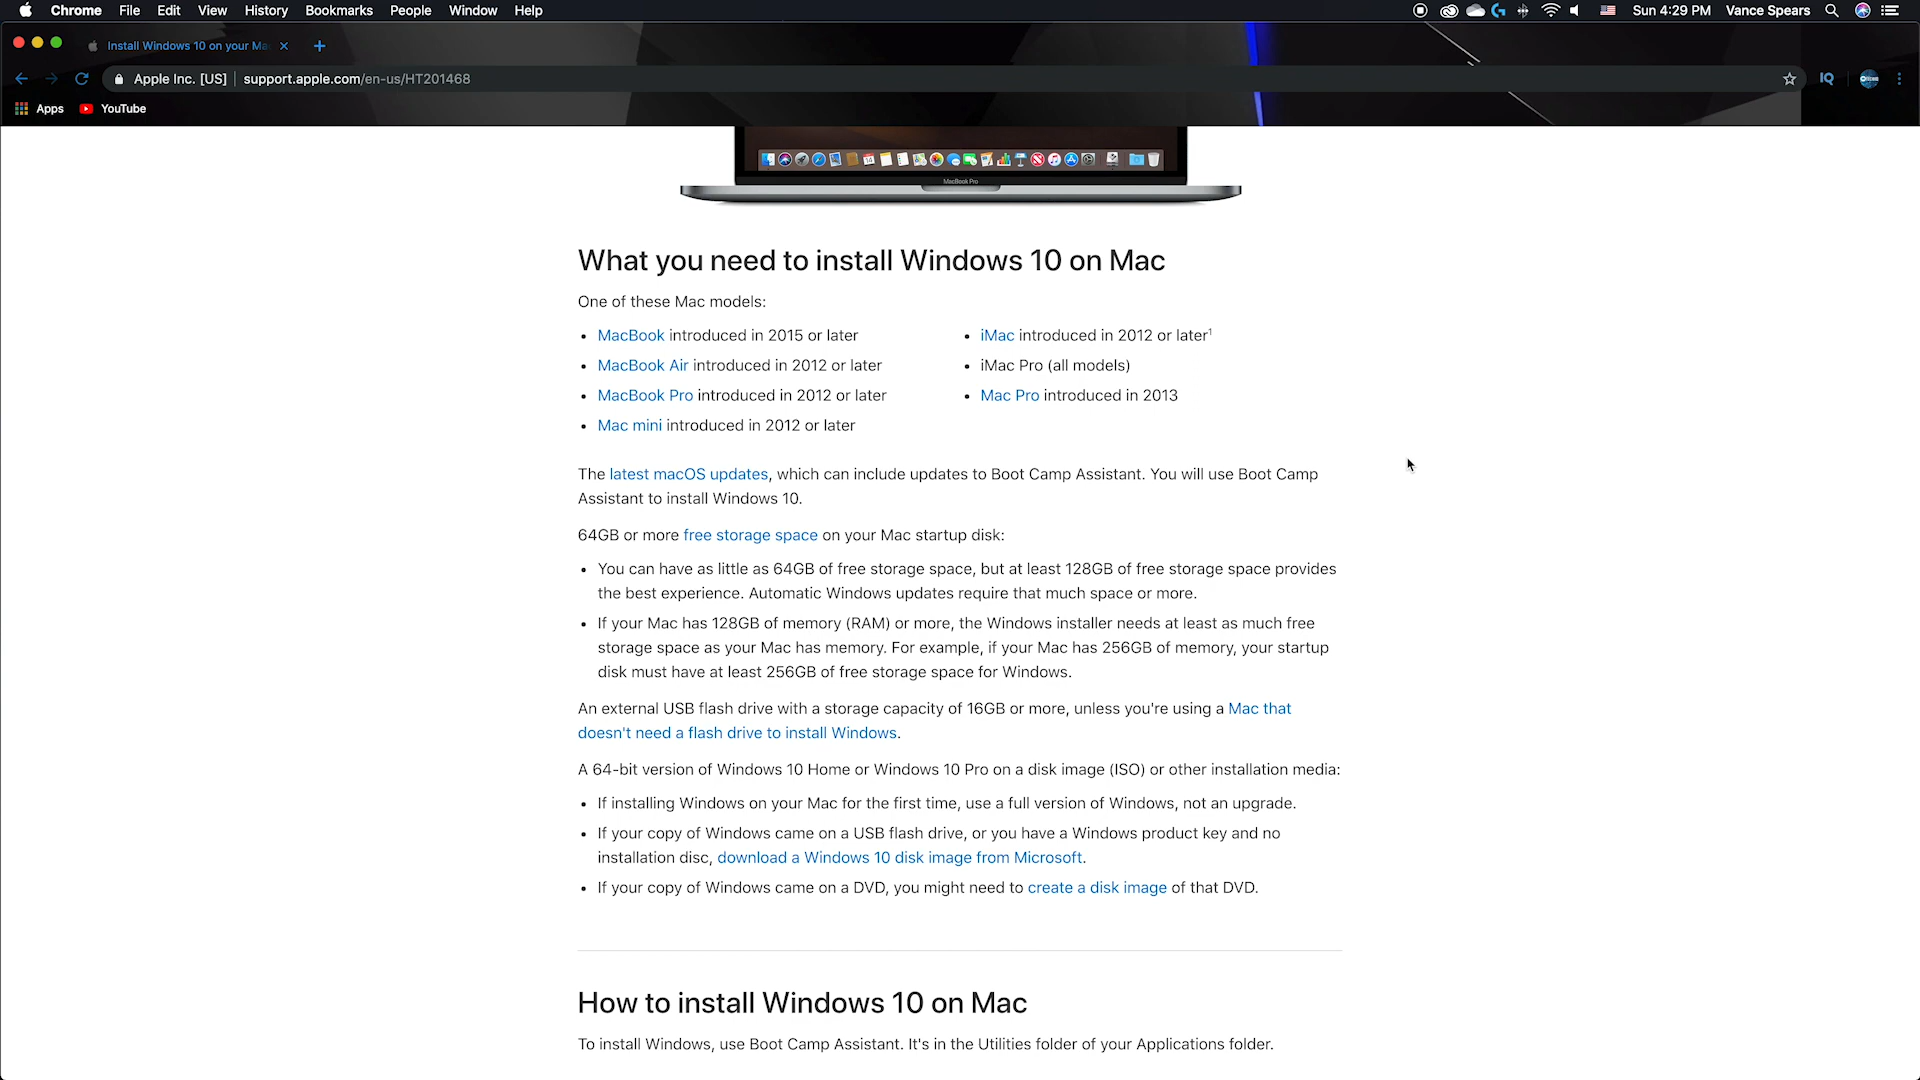 Chrome File Edit View History Bookmarks People Window Help
Sun 4:29 PM Vance Spears
Install Windows 10 on your Ma
Apple Inc. [US] support.apple.com/en-us/HT201468
IQ
Apps YouTube
MacBook Pro
What you need to install Windows 10 on Mac
One of these Mac models:
MacBook introduced in 2015 or later
MacBook Air introduced in 2012 or later
MacBook Pro introduced in 2012 or later
Mac mini introduced in 2012 or later
iMac introduced in 2012 or later¹
iMac Pro (all models)
Mac Pro introduced in 2013
The latest macOS updates, which can include updates to Boot Camp Assistant. You will use Boot Camp
Assistant to install Windows 10.
64GB or more free storage space on your Mac startup disk:
You can have as little as 64GB of free storage space, but at least 128GB of free storage space provides
the best experience. Automatic Windows updates require that much space or more.
If your Mac has 128GB of memory (RAM) or more, the Windows installer needs at least as much free
storage space as your Mac has memory. For example, if your Mac has 256GB of memory, your startup
disk must have at least 256GB of free storage space for Windows.
An external USB flash drive with a storage capacity of 16GB or more, unless you're using a Mac that
doesn't need a flash drive to install Windows.
A 64-bit version of Windows 10 Home or Windows 10 Pro on a disk image (ISO) or other installation media:
If installing Windows on your Mac for the first time, use a full version of Windows, not an upgrade.
If your copy of Windows came on a USB flash drive, or you have a Windows product key and no
installation disc, download a Windows 10 disk image from Microsoft.
If your copy of Windows came on a DVD, you might need to create a disk image of that DVD.
How to install Windows 10 on Mac
To install Windows, use Boot Camp Assistant. It's in the Utilities folder of your Applications folder.